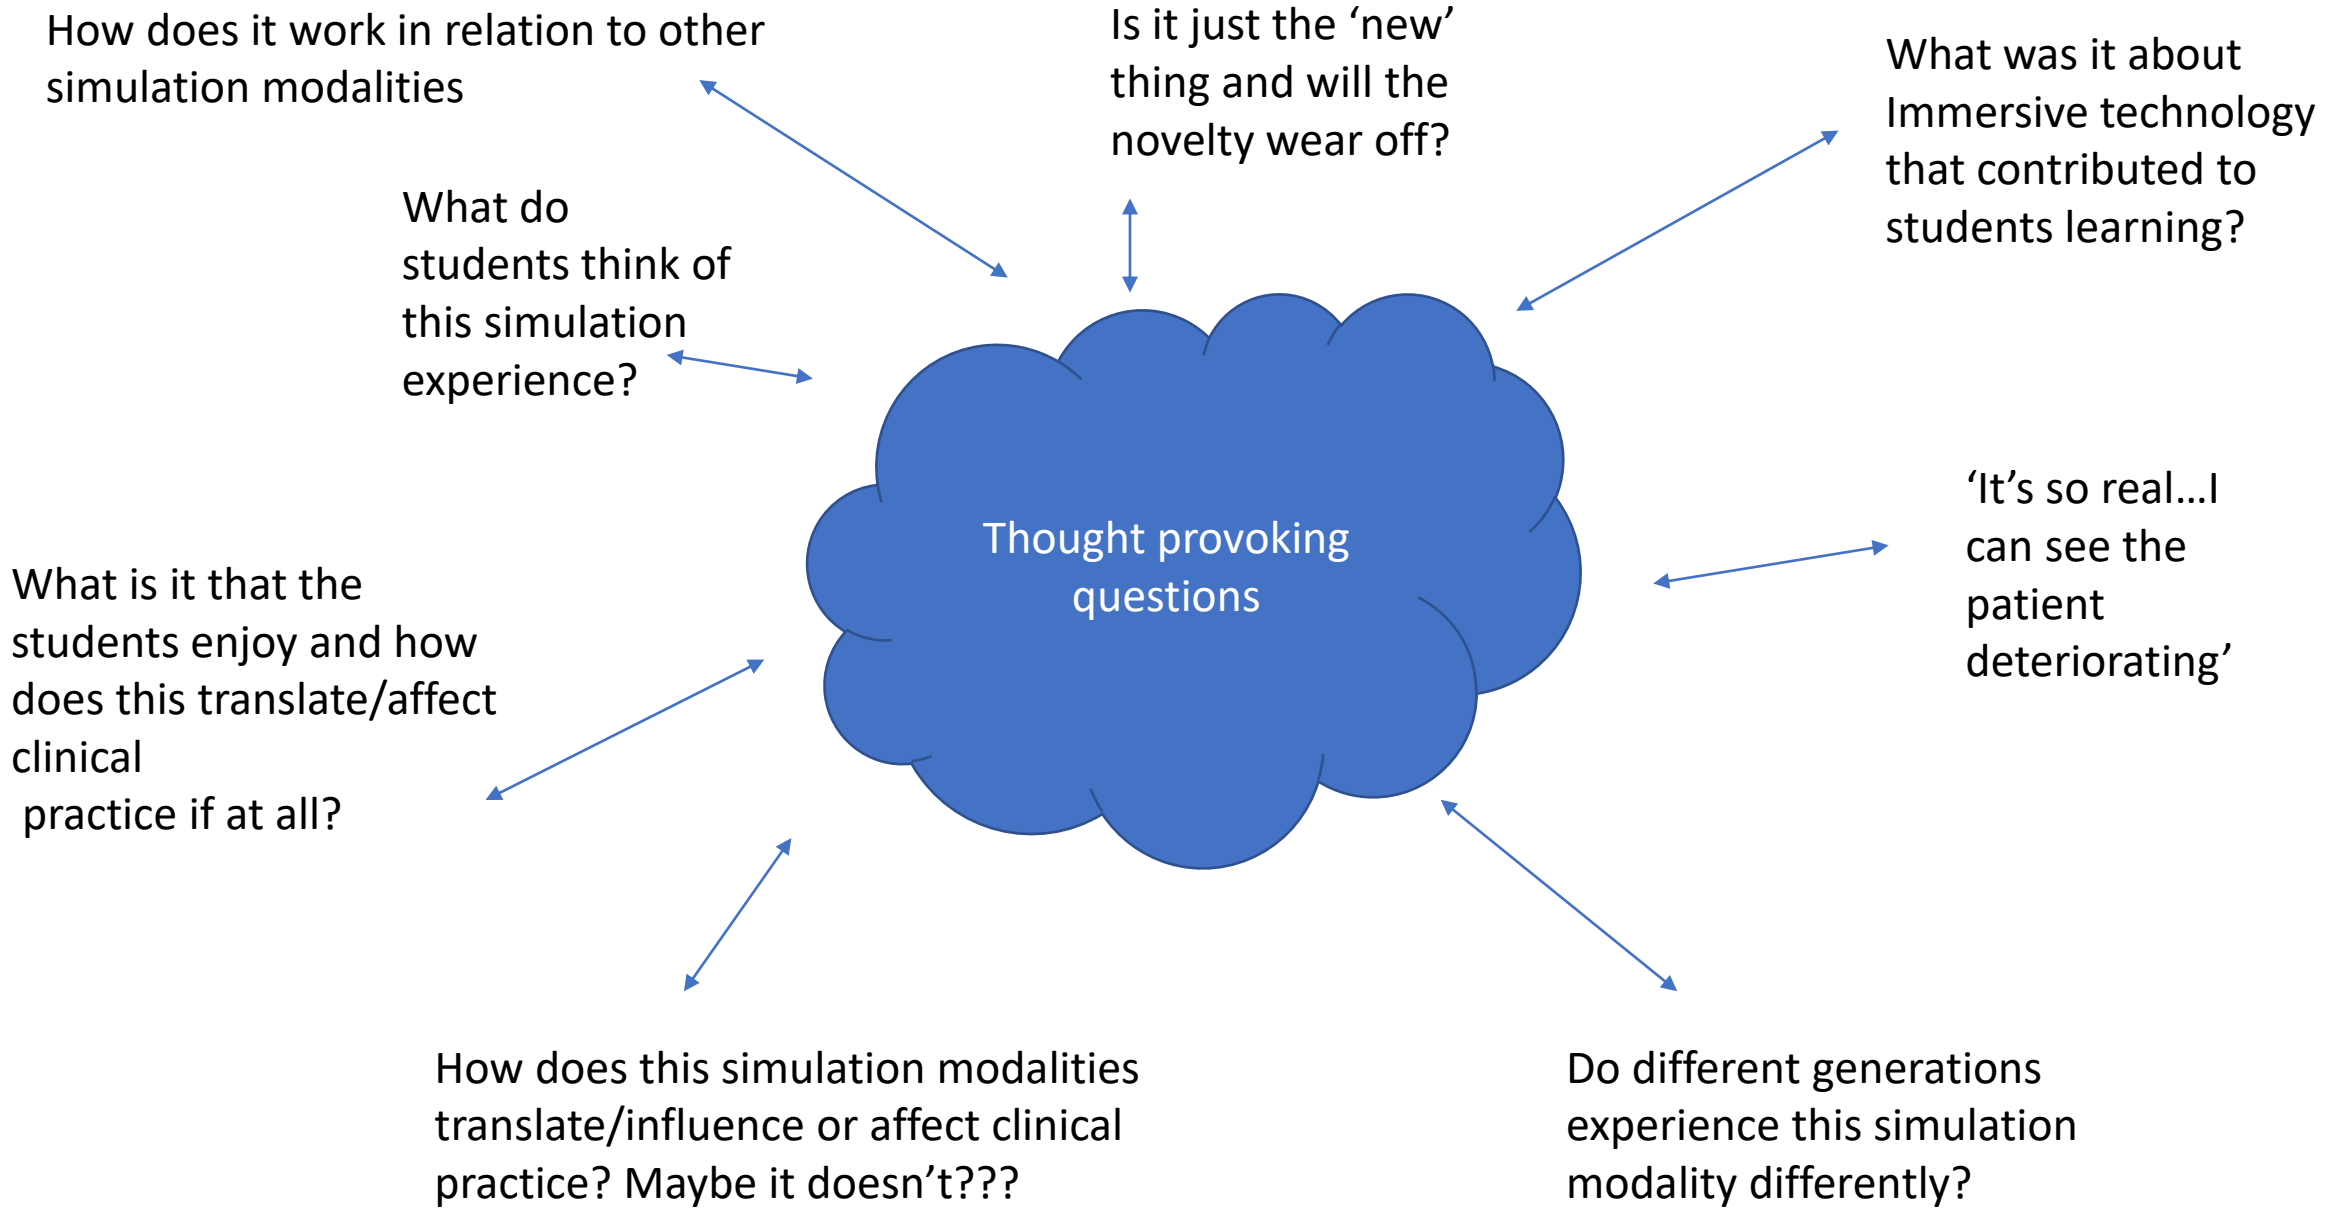 How does it work in relation to other
simulation modalities
Is it just the ‘new’
thing and will the
novelty wear off?
What was it about
Immersive technology
that contributed to
students learning?
What do
students think of
this simulation
experience?
Thought provoking
questions
‘It’s so real…I
can see the
patient
deteriorating’
What is it that the
students enjoy and how
does this translate/affect
clinical
practice if at all?
How does this simulation modalities
translate/influence or affect clinical
practice? Maybe it doesn’t???
Do different generations
experience this simulation
modality differently?